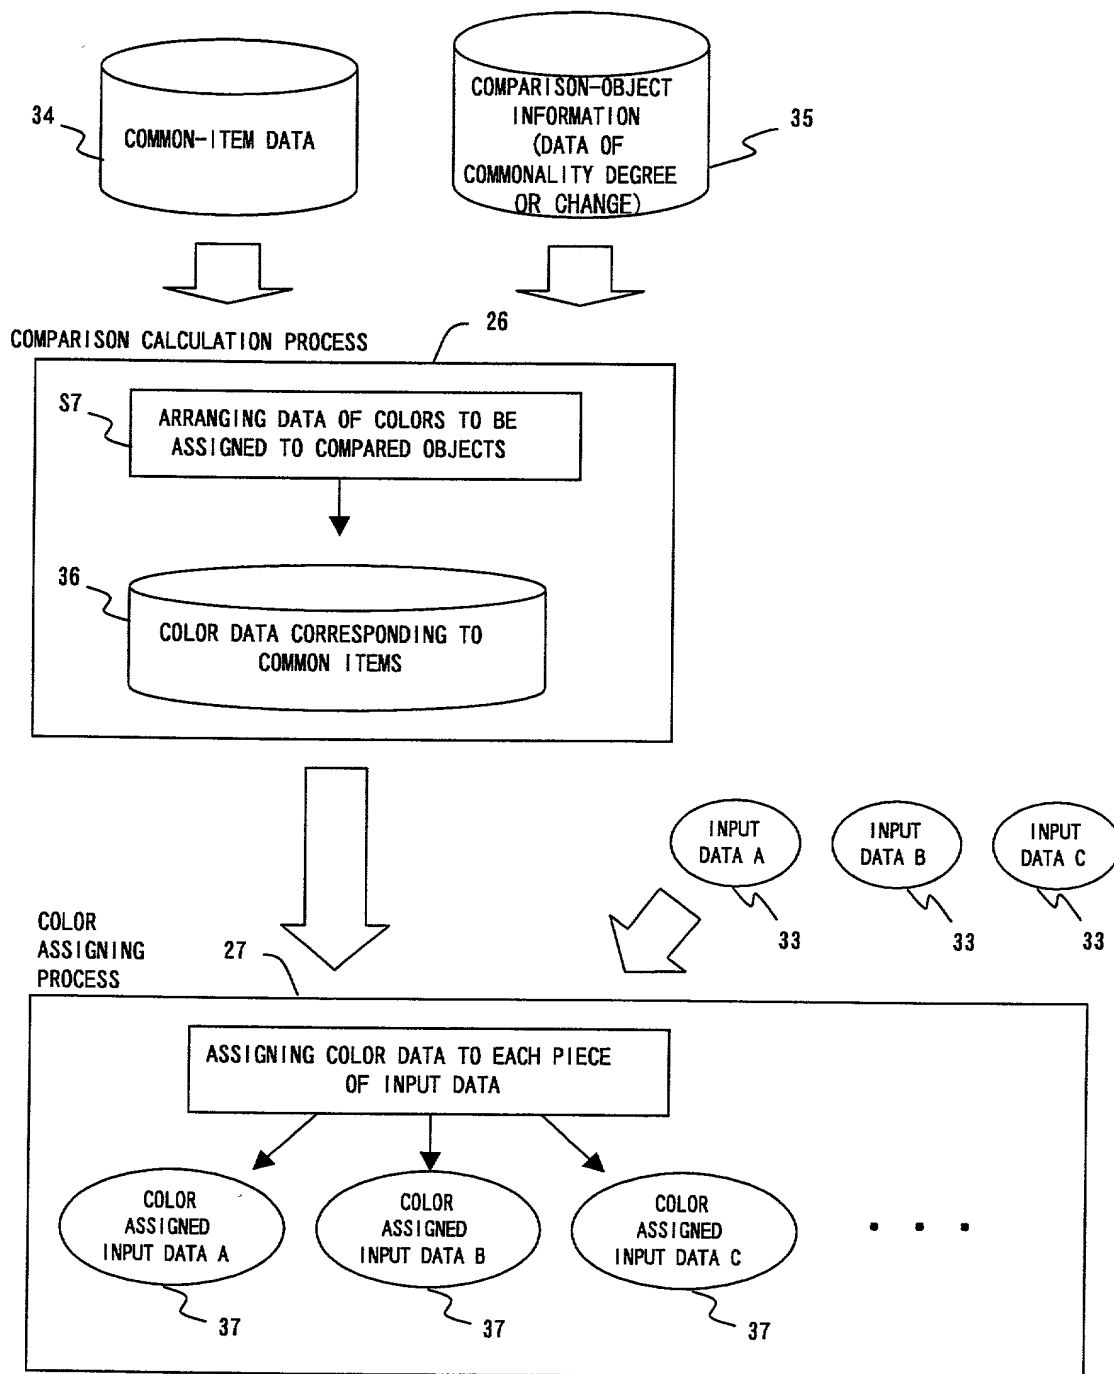 34
COMMON-ITEM DATA
COMPARISON-OBJECT
INFORMATION
(DATA OF
COMMONALITY DEGREE
OR CHANGE)
35
COMPARISON CALCULATION PROCESS
26
S7
ARRANGING DATA OF COLORS TO BE
ASSIGNED TO COMPARED OBJECTS
36
COLOR DATA CORRESPONDING TO
COMMON ITEMS
INPUT
DATA A
INPUT
DATA B
INPUT
DATA C
33
33
33
COLOR
ASSIGNING
PROCESS
27
ASSIGNING COLOR DATA TO EACH PIECE
OF INPUT DATA
COLOR
ASSIGNED
INPUT DATA A
COLOR
ASSIGNED
INPUT DATA B
COLOR
ASSIGNED
INPUT DATA C
. . .
37
37
37